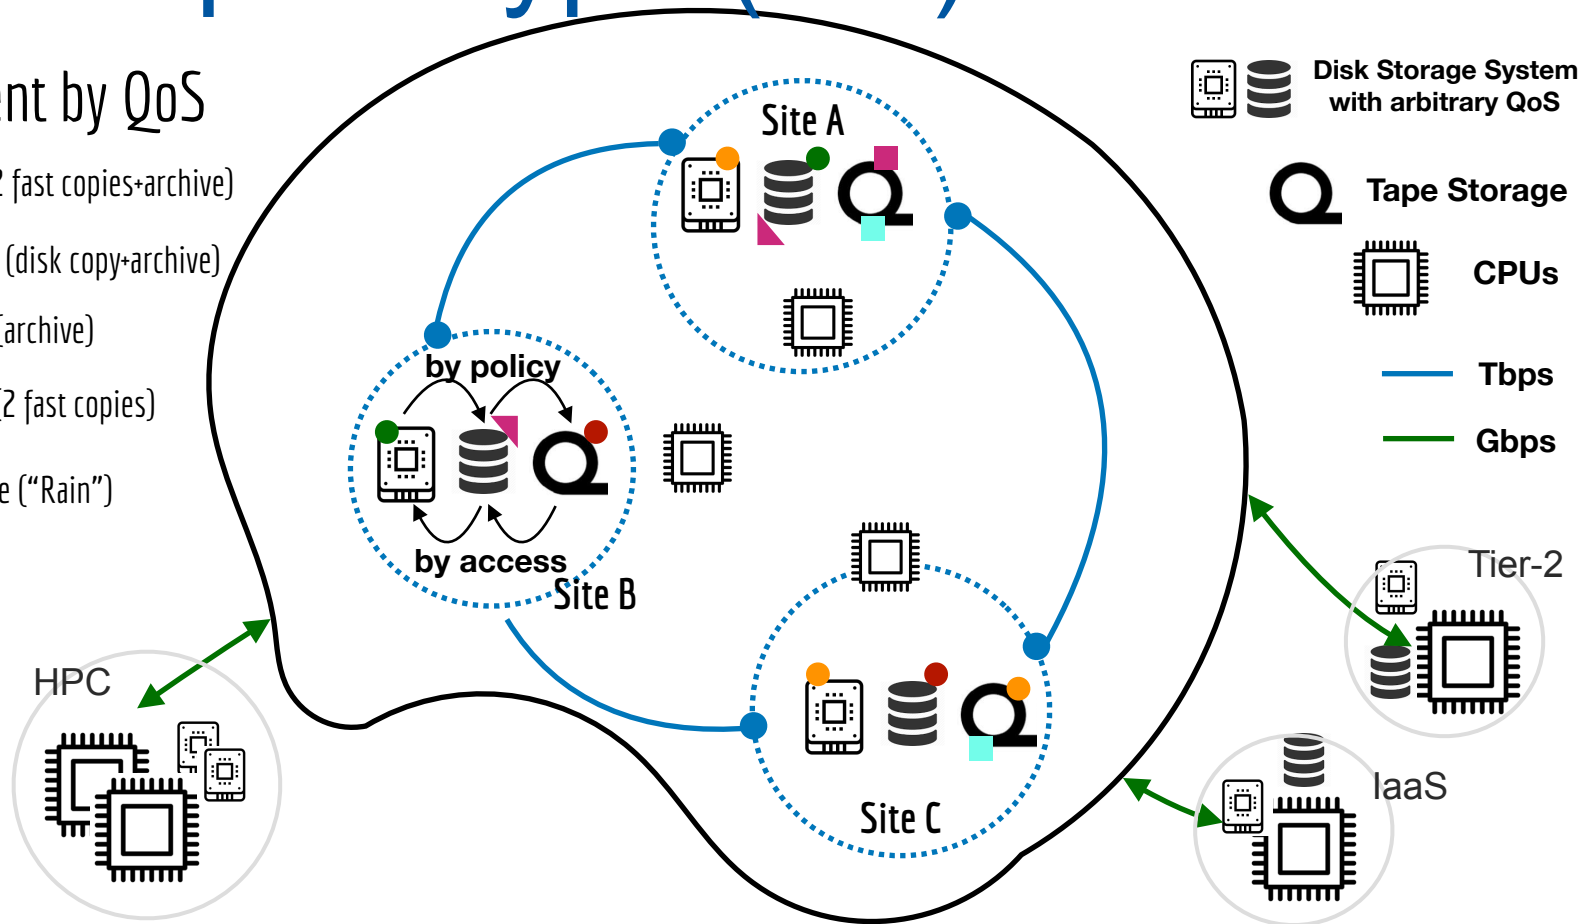 ent by QoS
2 fast copies+archive)
(disk copy+archive)
(archive)
(2 fast copies)
e (“Rain”)
Site A
by policy
by access
Site B
Site C
Disk Storage System
with arbitrary QoS
Tape Storage
CPUs
Tbps
Gbps
HPC
Tier-2
IaaS